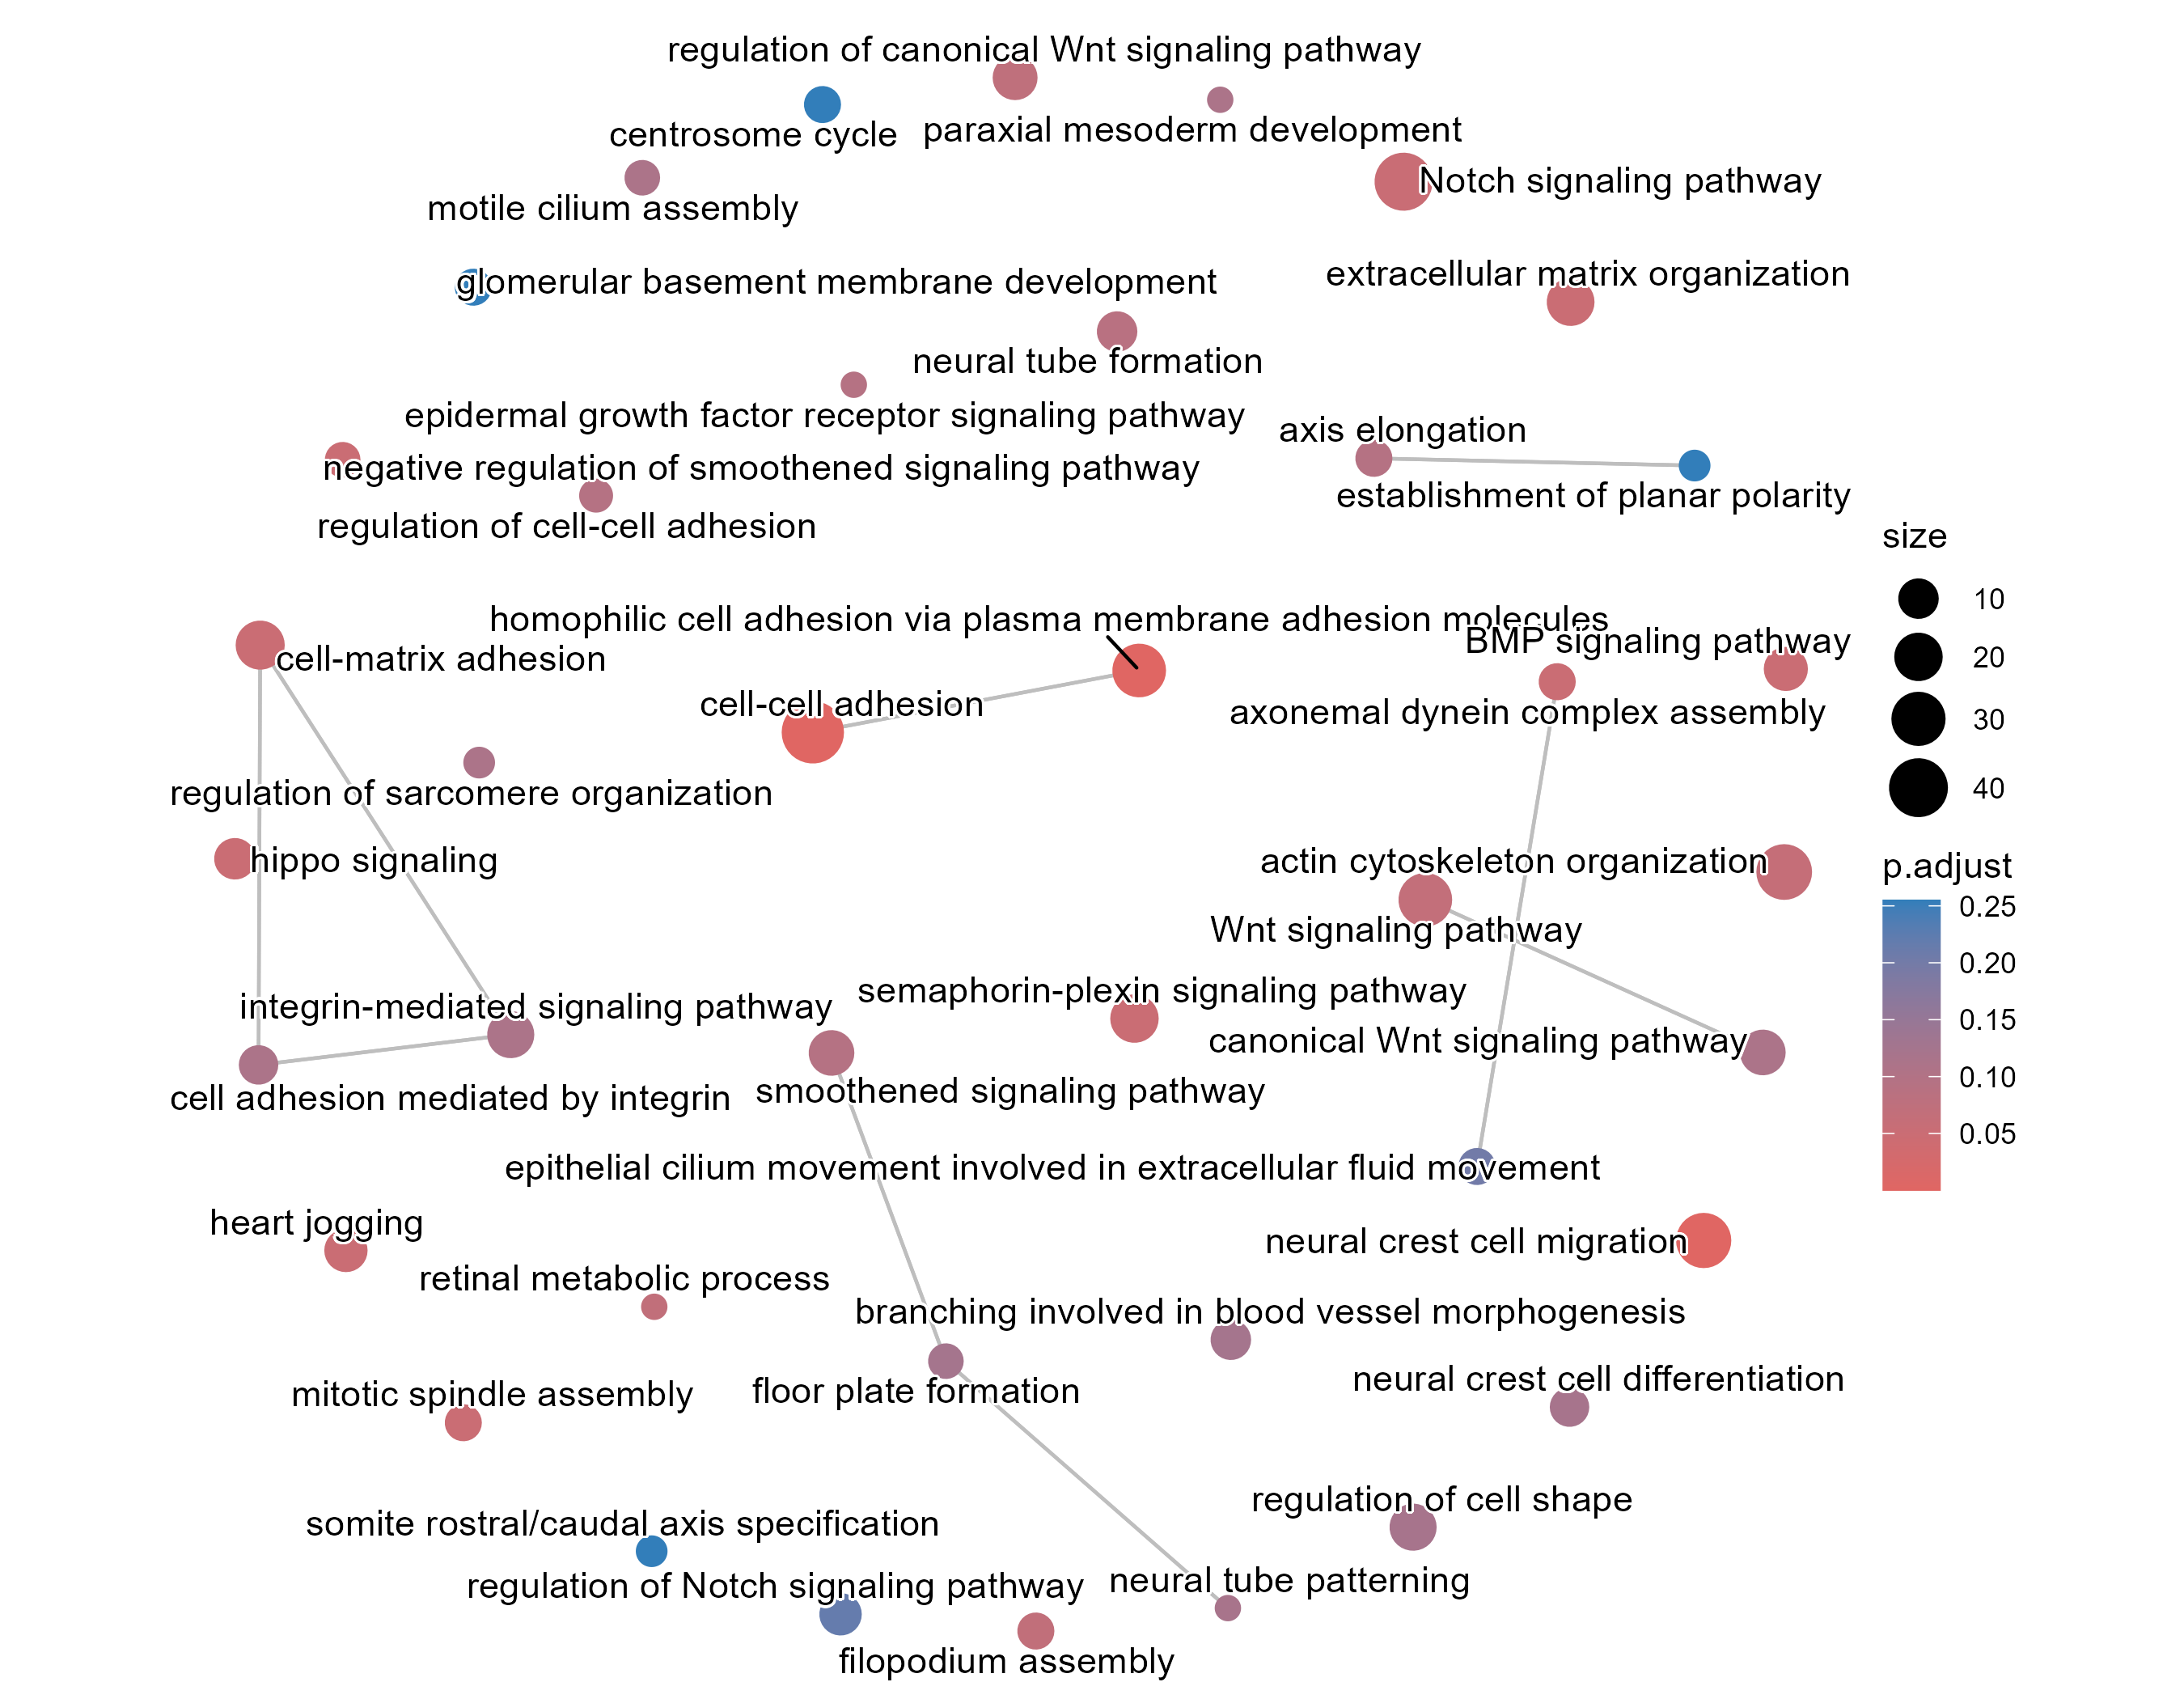 regulation of canonical Wnt signaling pathway
centrosome cycle
paraxial mesoderm development
Notch signaling pathway
motile cilium assembly
extracellular matrix organization
glomerular basement membrane development
neural tube formation
epidermal growth factor receptor signaling pathway
axis elongation
negative regulation of smoothened signaling pathway
establishment of planar polarity
regulation of cell-cell adhesion
homophilic cell adhesion via plasma membrane adhesion molecules
BMP signaling pathway
cell-matrix adhesion
cell-cell adhesion
axonemal dynein complex assembly
regulation of sarcomere organization
hippo signaling
actin cytoskeleton organization
Wnt signaling pathway
semaphorin-plexin signaling pathway
integrin-mediated signaling pathway
canonical Wnt signaling pathway
cell adhesion mediated by integrin
smoothened signaling pathway
epithelial cilium movement involved in extracellular fluid movement
heart jogging
neural crest cell migration
retinal metabolic process
branching involved in blood vessel morphogenesis
mitotic spindle assembly
floor plate formation
neural crest cell differentiation
regulation of cell shape
somite rostral/caudal axis specification
regulation of Notch signaling pathway
neural tube patterning
filopodium assembly
size
10
20
30
40
p.adjust
0.25
0.20
0.15
0.10
0.05